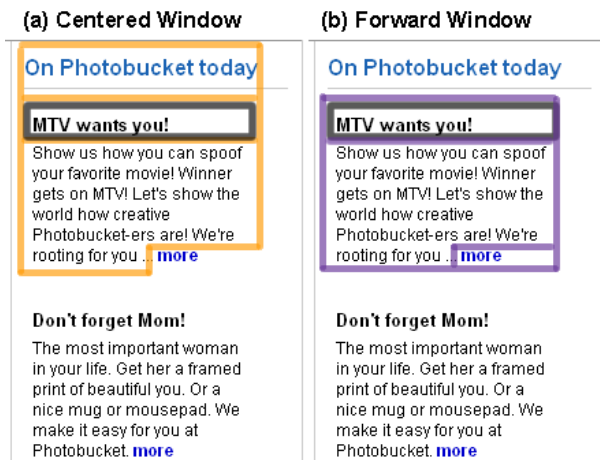 (a) Centered Window
On Photobucket today
MTV wants you!
Show us how you can spoof
your favorite movie! Winner
gets on MTV! Let's show the
world how creative
Photobucket-ers are! We're
rooting for you ... more
Don't forget Mom!
The most important woman
in your life. Get her a framed
print of beautiful you. Or a
nice mug or mousepad. We
make it easy for you at
Photobucket. more
(b) Forward Window
On Photobucket today
MTV wants you!
Show us how you can spoof
your favorite movie! Winner
gets on MTV! Let's show the
world how creative
Photobucket-ers are! We're
rooting for you ... more
Don't forget Mom!
The most important woman
in your life. Get her a framed
print of beautiful you. Or a
nice mug or mousepad. We
make it easy for you at
Photobucket. more